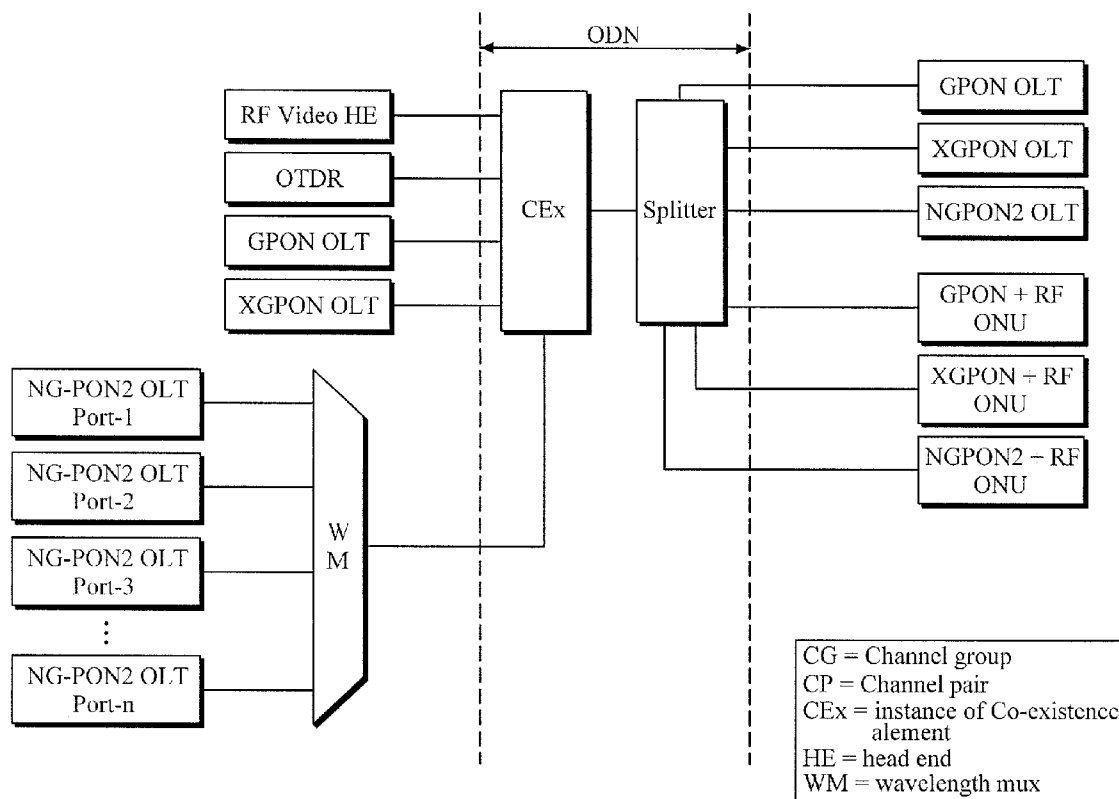 ODN
RF Video HE
OTDR
GPON OLT
XGPON OLT
CEx
Splitter
GPON OLT
XGPON OLT
NGPON2 OLT
GPON + RF
ONU
XGPON + RF
ONU
NGPON2 + RF
ONU
NG-PON2 OLT
Port-1
NG-PON2 OLT
Port-2
NG-PON2 OLT
Port-3
⋮
NG-PON2 OLT
Port-n
W
M
CG = Channel group
CP = Channel pair
CEx = instance of Co-existence
alement
HE = head end
WM = wavelength mux